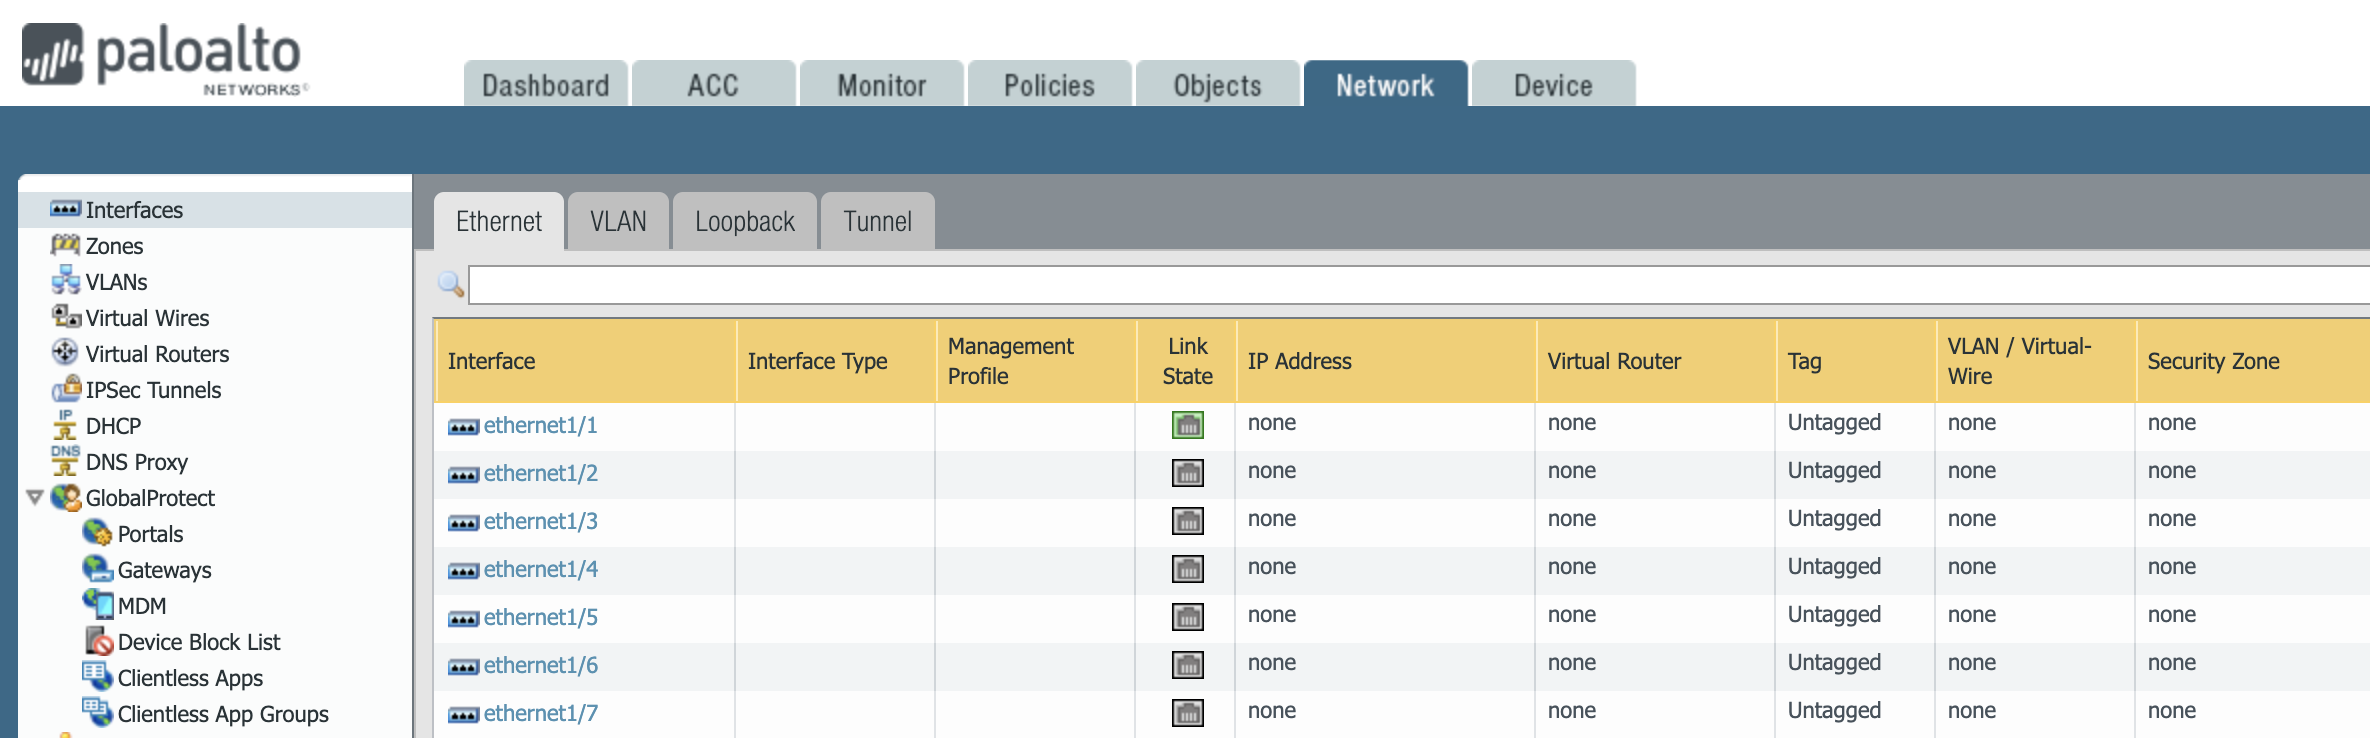 paloalto
NETWORKS
Dashboard ACC Monitor Policies Objects Network Device
Interfaces
Zones
VLANs
Virtual Wires
Virtual Routers
IPSec Tunnels
IP
DHCP
DNS
DNS Proxy
GlobalProtect
Portals
Gateways
MDM
Device Block List
Clientless Apps
Clientless App Groups
Ethernet VLAN Loopback Tunnel
Interface Interface Type Management Profile Link State IP Address Virtual Router Tag VLAN / Virtual-Wire Security Zone
ethernet1/1 none none Untagged none none
ethernet1/2 none none Untagged none none
ethernet1/3 none none Untagged none none
ethernet1/4 none none Untagged none none
ethernet1/5 none none Untagged none none
ethernet1/6 none none Untagged none none
ethernet1/7 none none Untagged none none